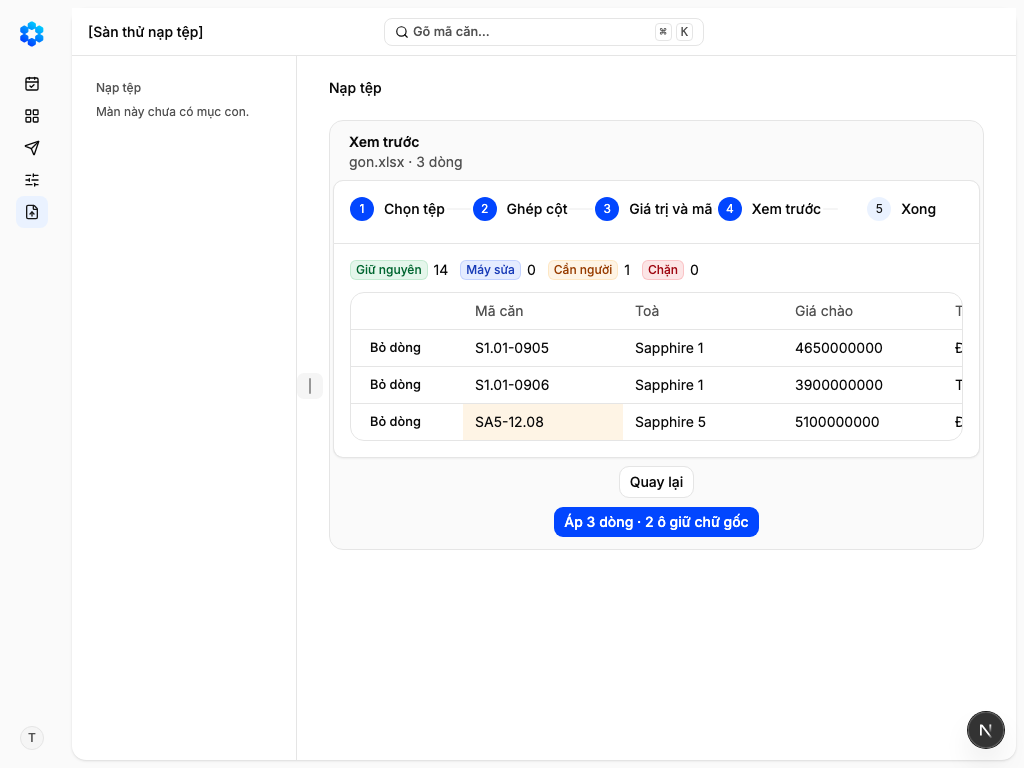 [Sàn thử nạp tệp]
Gõ mã căn...
⌘ K
Nạp tệp
Màn này chưa có mục con.
Nạp tệp
Xem trước
gon.xlsx · 3 dòng
1 Chọn tệp 2 Ghép cột 3 Giá trị và mã 4 Xem trước 5 Xong
Giữ nguyên 14 Máy sửa 0 Cần người 1 Chặn 0
Mã căn Toà Giá chào
Bỏ dòng S1.01-0905 Sapphire 1 4650000000
Bỏ dòng S1.01-0906 Sapphire 1 3900000000
Bỏ dòng SA5-12.08 Sapphire 5 5100000000
Quay lại
Áp 3 dòng · 2 ô giữ chữ gốc
T
N